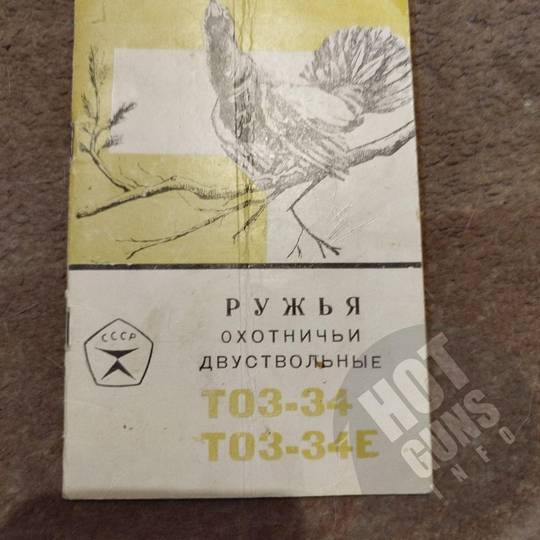 РУЖЬЯ
ОХОТНИЧЬИ
ДВУСТВОЛЬНЫЕ
СССР
ТОЗ-34
ТОЗ-34Е
HOT
GUNS
INFO